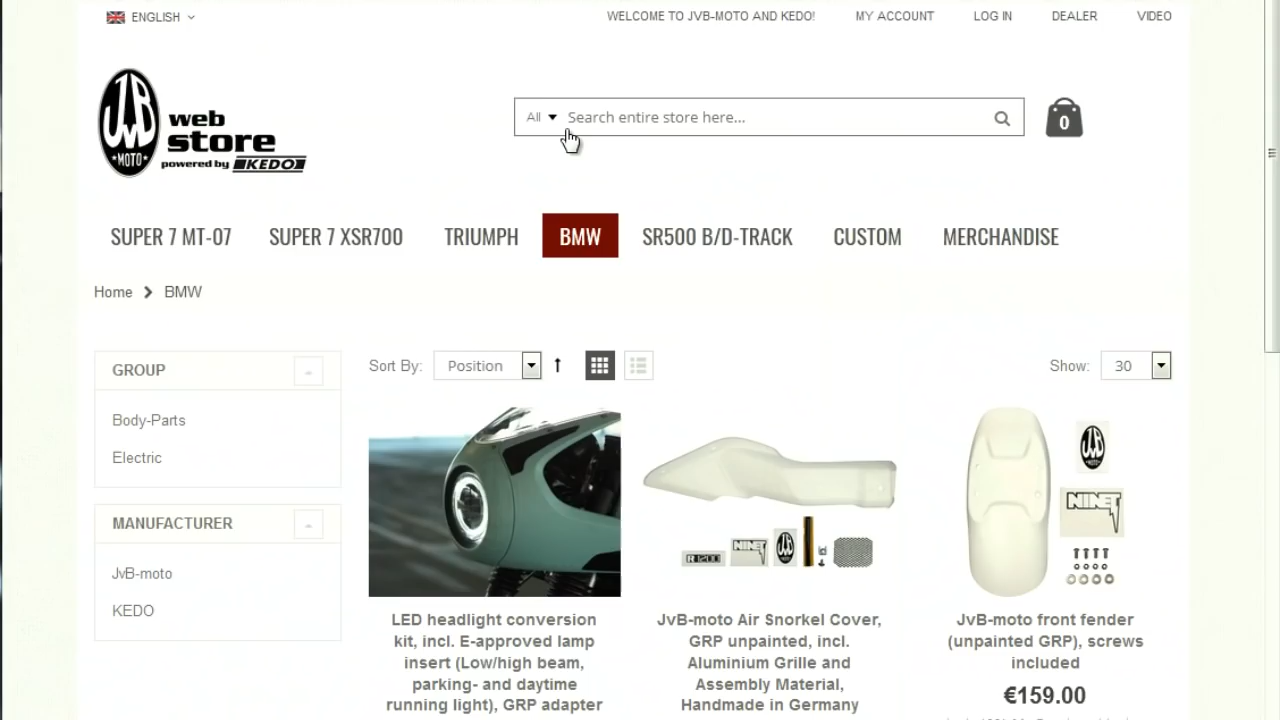 ENGLISH
WELCOME TO JVB-MOTO AND KEDO!
MY ACCOUNT
LOG IN
DEALER
VIDEO
JVB
MOTO
web
store
powered by KEDO
All
Search entire store here...
0
SUPER 7 MT-07
SUPER 7 XSR700
TRIUMPH
BMW
SR500 B/D-TRACK
CUSTOM
MERCHANDISE
Home
BMW
GROUP
Body-Parts
Electric
MANUFACTURER
JvB-moto
KEDO
Sort By:
Position
Show:
30
LED headlight conversion
kit, incl. E-approved lamp
insert (Low/high beam,
parking- and daytime
running light), GRP adapter
R1200
NINET
JVB
JvB-moto Air Snorkel Cover,
GRP unpainted, incl.
Aluminium Grille and
Assembly Material,
Handmade in Germany
JVB
NINET
JvB-moto front fender
(unpainted GRP), screws
included
€159.00